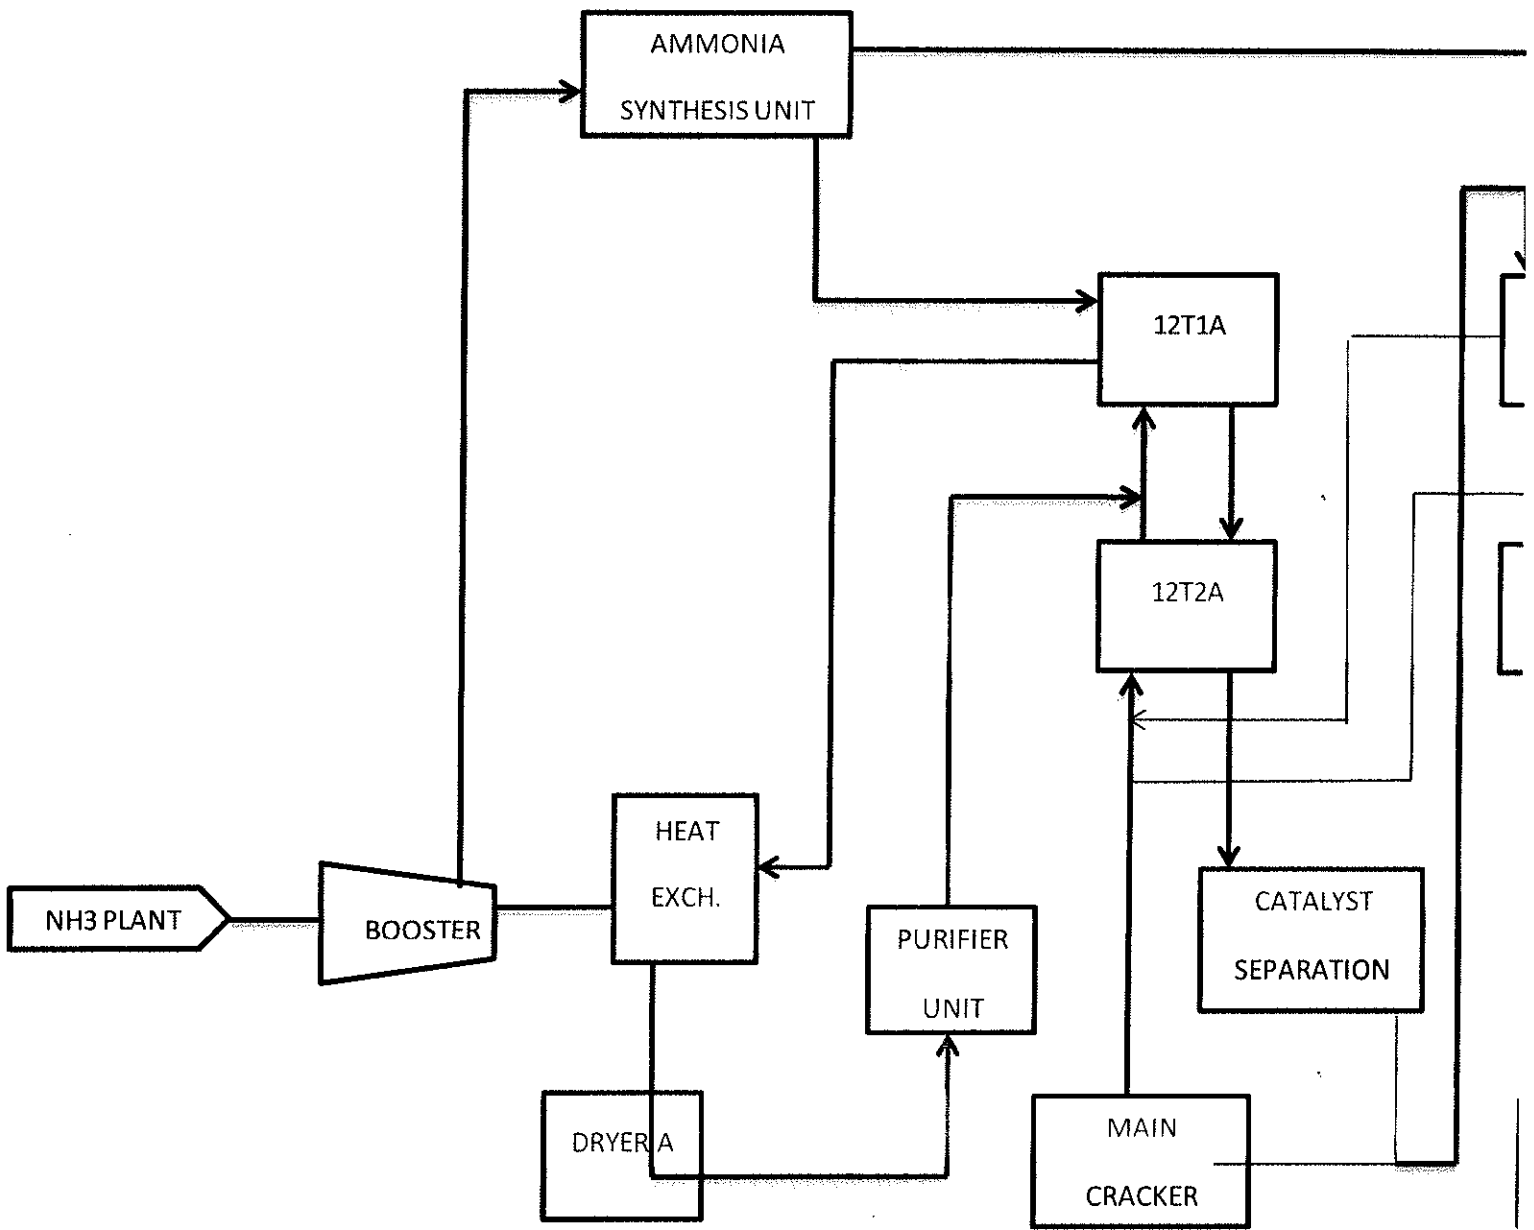 AMMONIA
SYNTHESIS UNIT
12T1A
12T2A
HEAT
EXCH.
NH3 PLANT
BOOSTER
PURIFIER
UNIT
CATALYST
SEPARATION
DRYER A
MAIN
CRACKER